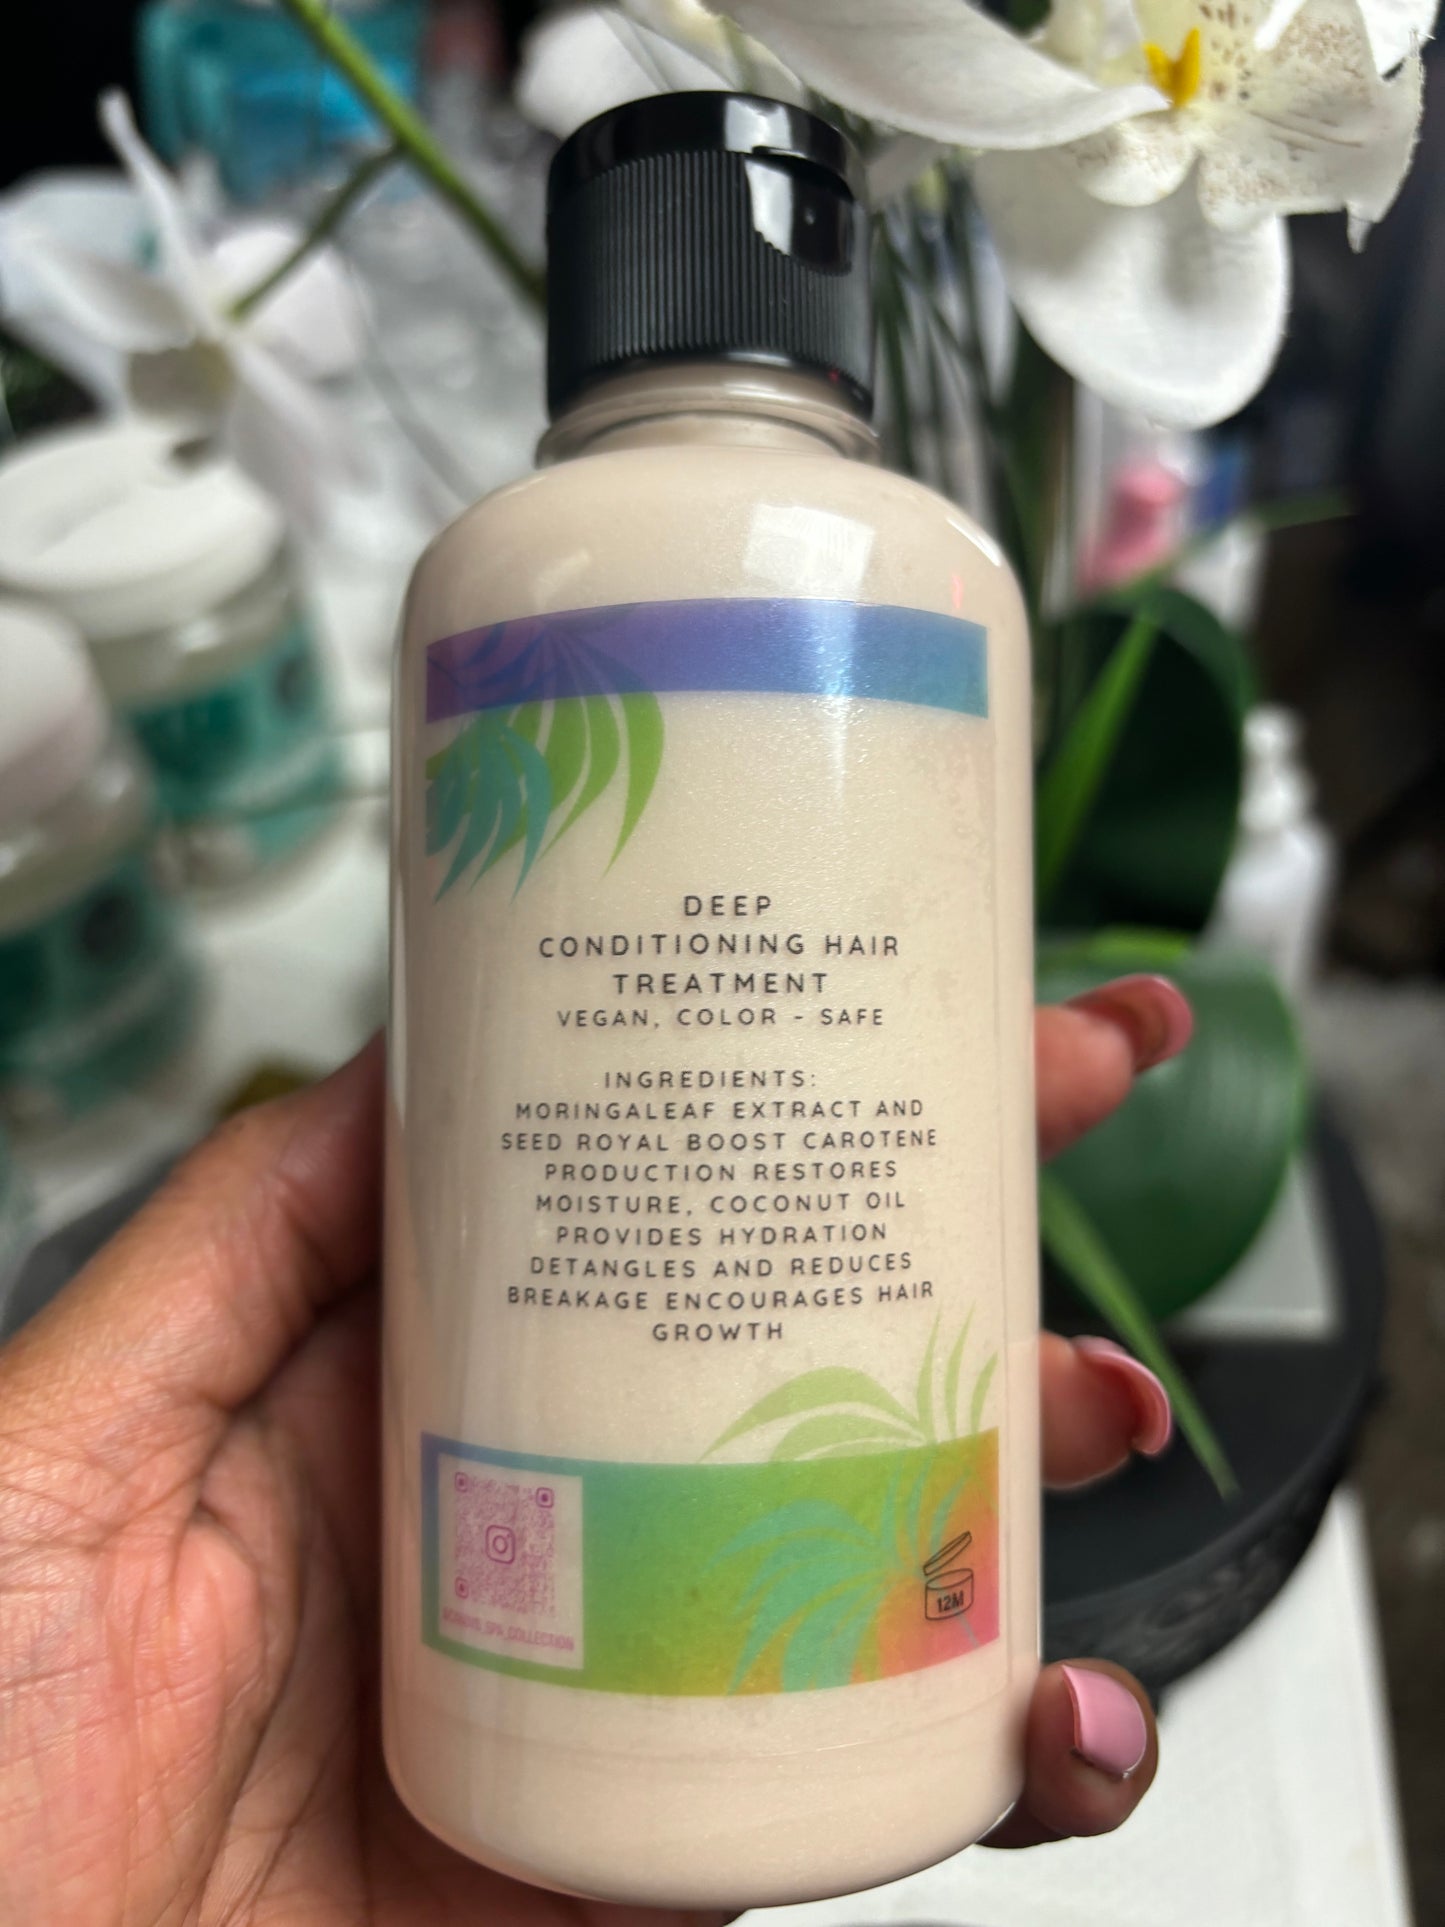 DEEP
CONDITIONING HAIR
TREATMENT
VEGAN, COLOR - SAFE
INGREDIENTS:
MORINGALEAF EXTRACT AND
SEED ROYAL BOOST CAROTENE
PRODUCTION RESTORES
MOISTURE, COCONUT OIL
PROVIDES HYDRATION
DETANGLES AND REDUCES
BREAKAGE ENCOURAGES HAIR
GROWTH
SPA_COLLECTION
12M